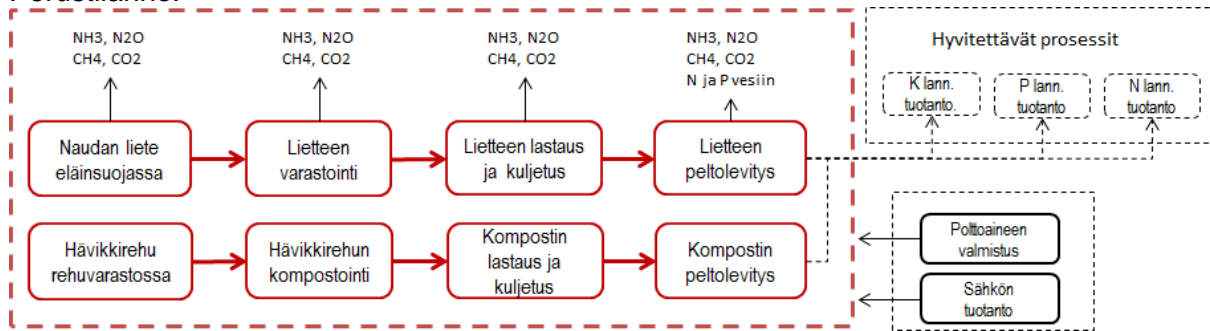 Perustilanne:
NH3, N2O
CH4, CO2
NH3, N2O
CH4, CO2
NH3, N2O
CH4, CO2
NH3, N2O
CH4, CO2
N ja P vesiin
Hyvitettävät prosessit
K lann.
tuotanto.
P lann.
tuotanto
N lann.
tuotanto
Naudan liete
eläinsuojassa
Lietteen
varastointi
Lietteen lastaus
ja kuljetus
Lietteen
peltolevitys
Hävikkirehu
rehuvarastossa
Hävikkirehun
kompostointi
Kompostin
lastaus ja
kuljetus
Kompostin
peltolevitys
Polttoaineen
valmistus
Sähkön
tuotanto